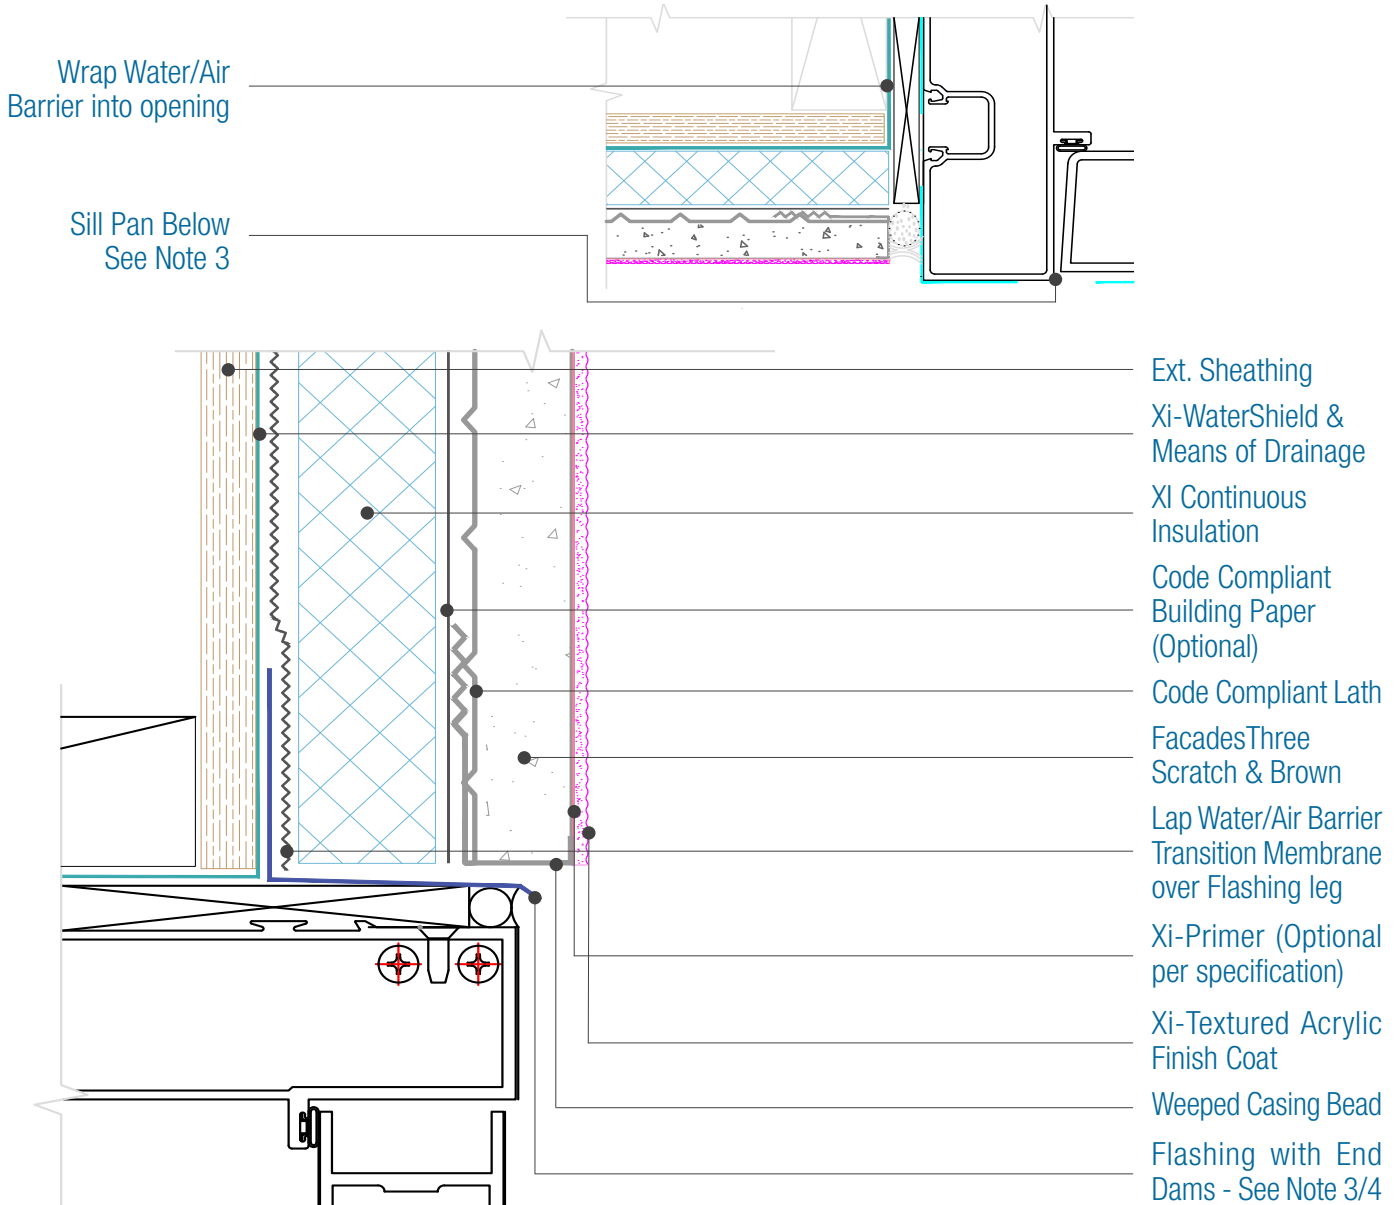 Wrap Water/Air
Barrier into opening
Sill Pan Below
See Note 3
Ext. Sheathing
Xi-WaterShield &
Means of Drainage
XI Continuous
Insulation
Code Compliant
Building Paper
(Optional)
Code Compliant Lath
FacadesThree
Scratch & Brown
Lap Water/Air Barrier
Transition Membrane
over Flashing leg
Xi-Primer (Optional
per specification)
Xi-Textured Acrylic
Finish Coat
Weeped Casing Bead
Flashing with End
Dams - See Note 3/4